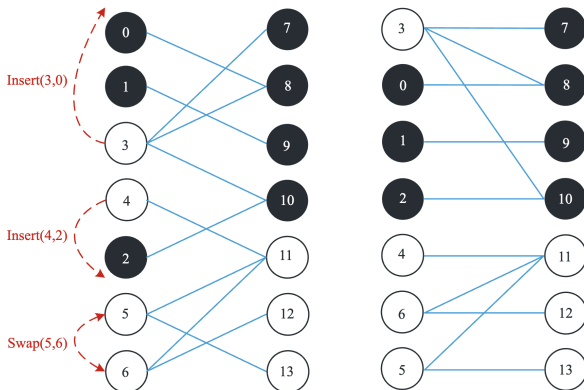 0 7 3 7
Insert(3,0) 1 8 0 8
3 9 1 9
4 10 2 10
Insert(4,2) 2 11 4 11
5 12 6 12
Swap(5,6) 6 13 5 13